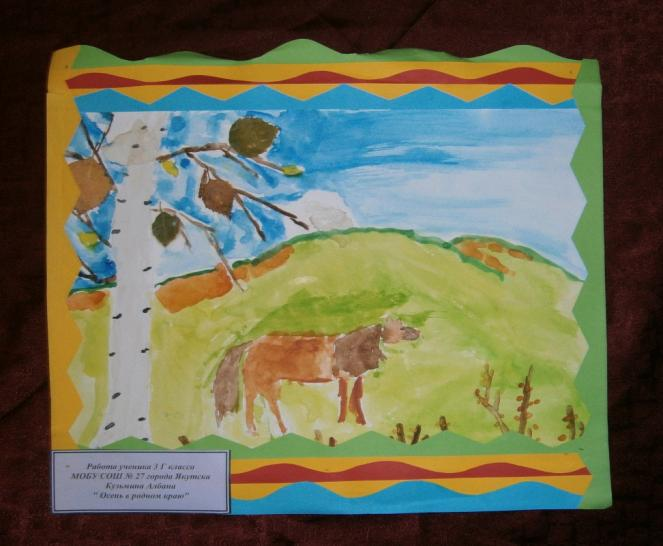 Работа ученика 3 Г класса
МОБУ СОШ № 27 города Якутска
Кузьмина Албана
" Осень в родном краю"